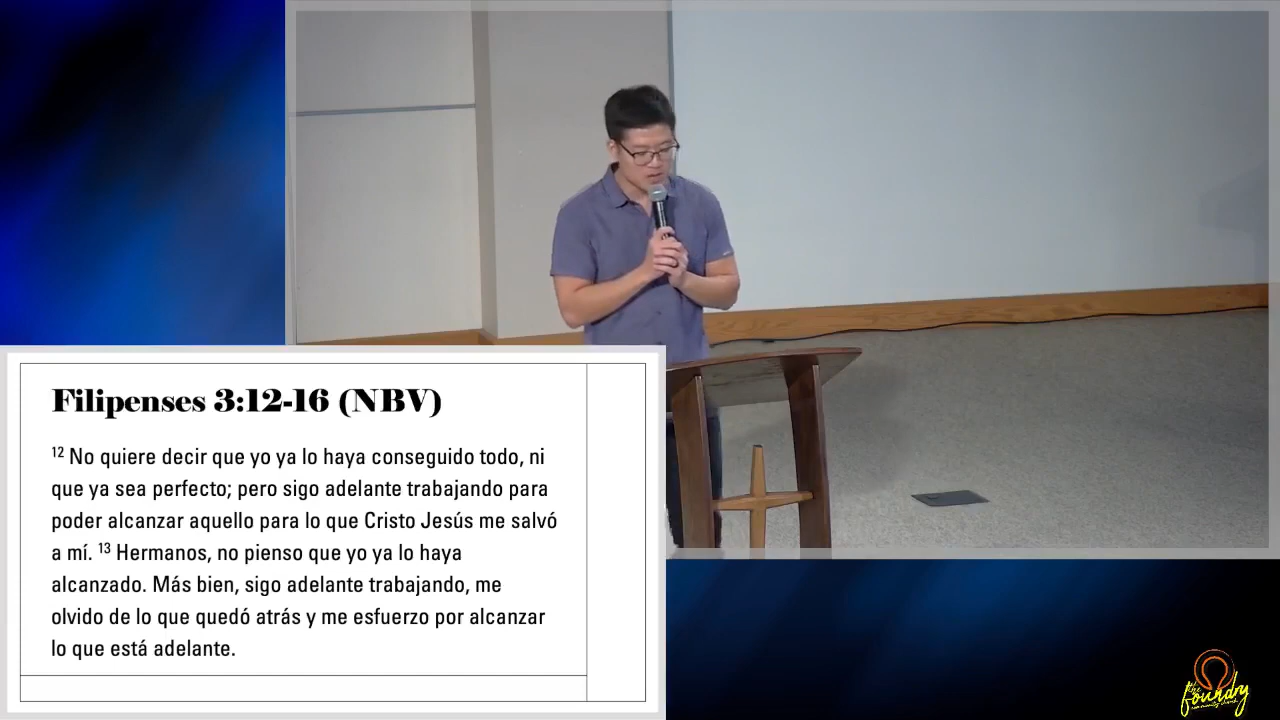 Filipenses 3:12-16 (NBV)
¹² No quiere decir que yo ya lo haya conseguido todo, ni
que ya sea perfecto; pero sigo adelante trabajando para
poder alcanzar aquello para lo que Cristo Jesús me salvó
a mí. ¹³ Hermanos, no pienso que yo ya lo haya
alcanzado. Más bien, sigo adelante trabajando, me
olvido de lo que quedó atrás y me esfuerzo por alcanzar
lo que está adelante.
the
foundry
community church